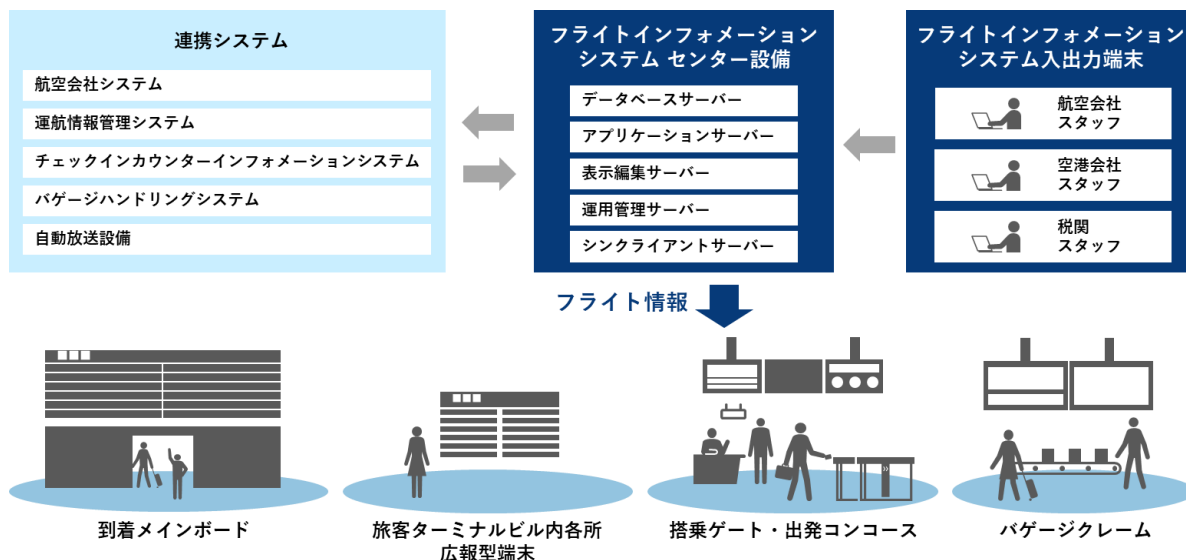 連携システム
航空会社システム
運航情報管理システム
チェックインカウンターインフォメーションシステム
バゲージハンドリングシステム
自動放送設備
フライトインフォメーション
システム センター設備
データベースサーバー
アプリケーションサーバー
表示編集サーバー
運用管理サーバー
シンクライアントサーバー
フライトインフォメーション
システム入出力端末
航空会社
スタッフ
空港会社
スタッフ
税関
スタッフ
フライト情報
到着メインボード
旅客ターミナルビル内各所
広報型端末
搭乗ゲート・出発コンコース
バゲージクレーム